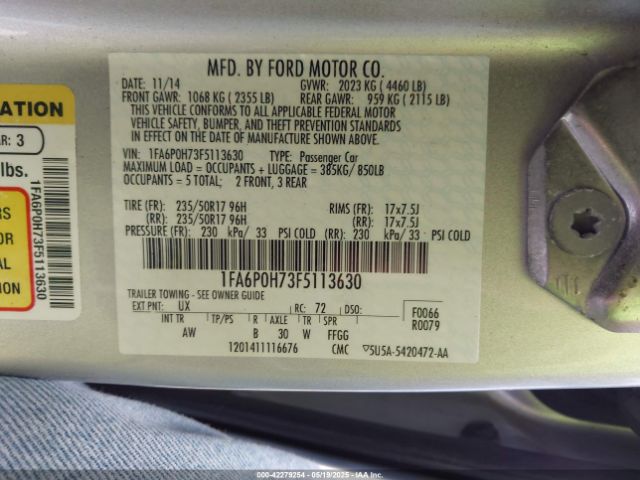 MFD. BY FORD MOTOR CO.
DATE: 11/14 GVWR: 2023 KG ( 4460 LB)
FRONT GAWR: 1068 KG ( 2355 LB) REAR GAWR: 959 KG ( 2115 LB)
THIS VEHICLE CONFORMS TO ALL APPLICABLE FEDERAL MOTOR
VEHICLE SAFETY, BUMPER, AND THEFT PREVENTION STANDARDS
IN EFFECT ON THE DATE OF MANUFACTURE SHOWN ABOVE.
VIN: 1FA6P0H73F5113630 TYPE: Passenger Car
MAXIMUM LOAD = OCCUPANTS + LUGGAGE = 385KG/ 850LB
OCCUPANTS = 5 TOTAL; 2 FRONT, 3 REAR
TIRE (FR): 235/50R17 96H RIMS (FR): 17x7.5J
(RR): 235/50R17 96H (RR): 17x7.5J
PRESSURE (FR): 230 kPa/ 33 PSI COLD (RR): 230 kPa/ 33 PSI COLD
1FA6P0H73F5113630
TRAILER TOWING - SEE OWNER GUIDE
EXT PNT: UX RC: 72 DSO: F0066
R0079
INT TR TP/PS R AXLE TR SPR
AW B 30 W FFGG
1201411116676 CMC 5U5A-5420472-AA
ATION
AR: 3
lbs.
RS
OR
AL
TION
1FA6P0H73F5113630
© IAA - 42279254 - 05/19/2025 - IAA, Inc.